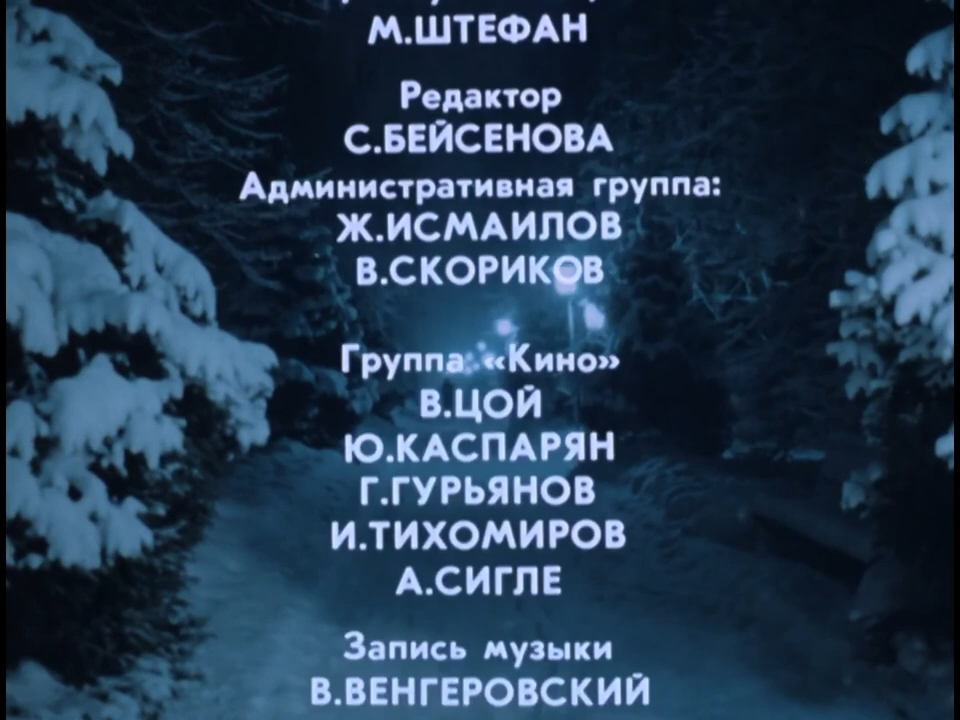 М.ШТЕФАН
Редактор
С.БЕЙСЕНОВА
Административная группа:
Ж.ИСМАИЛОВ
В.СКОРИКОВ
Группа «Кино»
В.ЦОЙ
Ю.КАСПАРЯН
Г.ГУРЬЯНОВ
И.ТИХОМИРОВ
А.СИГЛЕ
Запись музыки
В.ВЕНГЕРОВСКИЙ